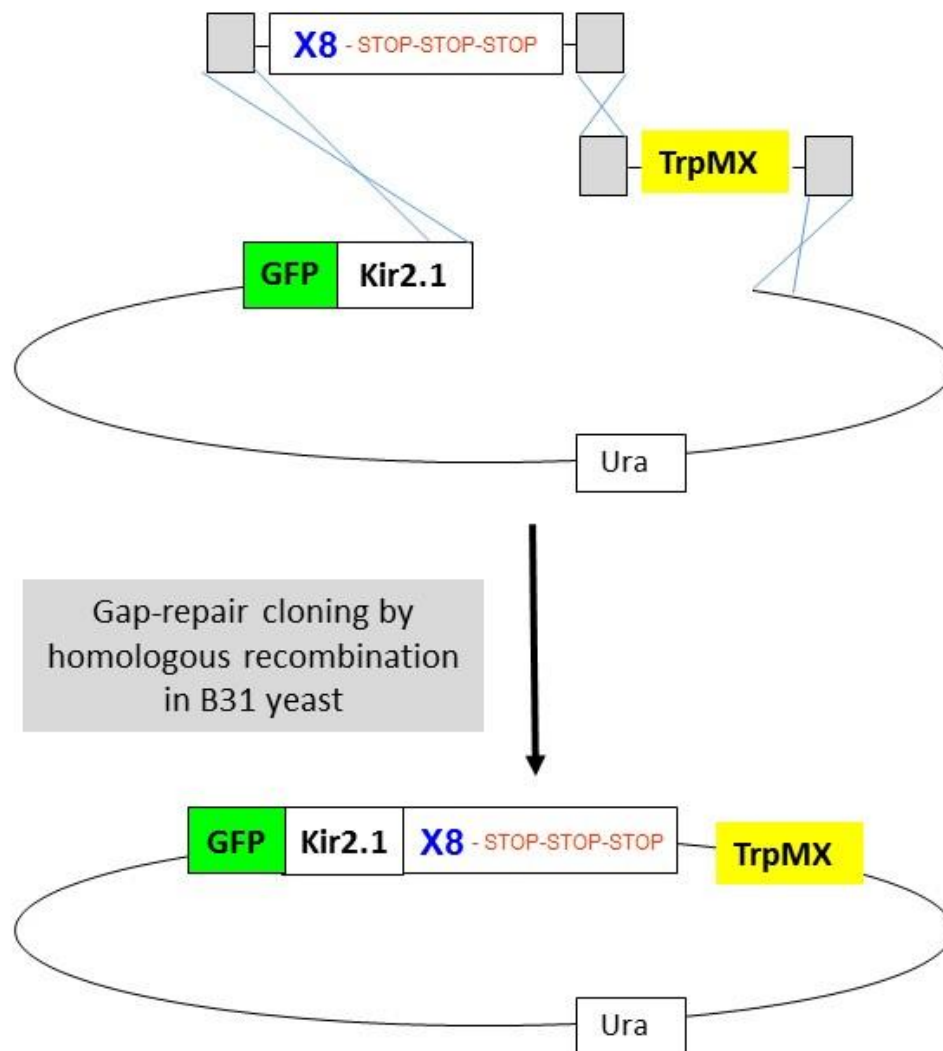 X8 - STOP-STOP-STOP
TrpMX
GFP Kir2.1
Ura
Gap-repair cloning by
homologous recombination
in B31 yeast
GFP Kir2.1 X8 - STOP-STOP-STOP
TrpMX
Ura